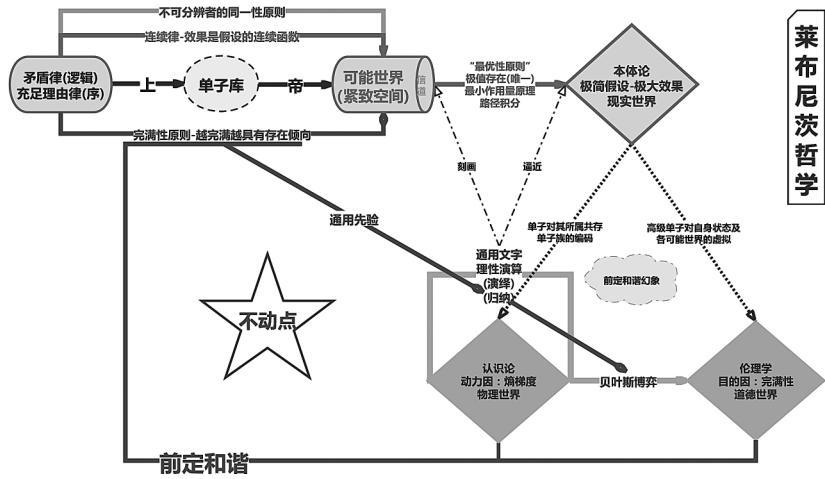 不可分辨者的同一性原则
连续律-效果是假设的连续函数
矛盾律(逻辑)
充足理由律(序)
上
单子库
帝
可能世界
(紧致空间)
信道
“最优性原则”
极值存在(唯一)
最小作用量原理
路径积分
本体论
极简假设-极大效果
现实世界
莱布尼茨哲学
完满性原则-越完满越具有存在倾向
刻画
逼近
通用先验
单子对其所属共存
单子族的编码
高级单子对自身状态及
各可能世界的虚拟
通用文字
理性演算
(演绎)
(归纳)
前定和谐幻象
不动点
认识论
动力因：熵梯度
物理世界
贝叶斯博弈
伦理学
目的因：完满性
道德世界
前定和谐